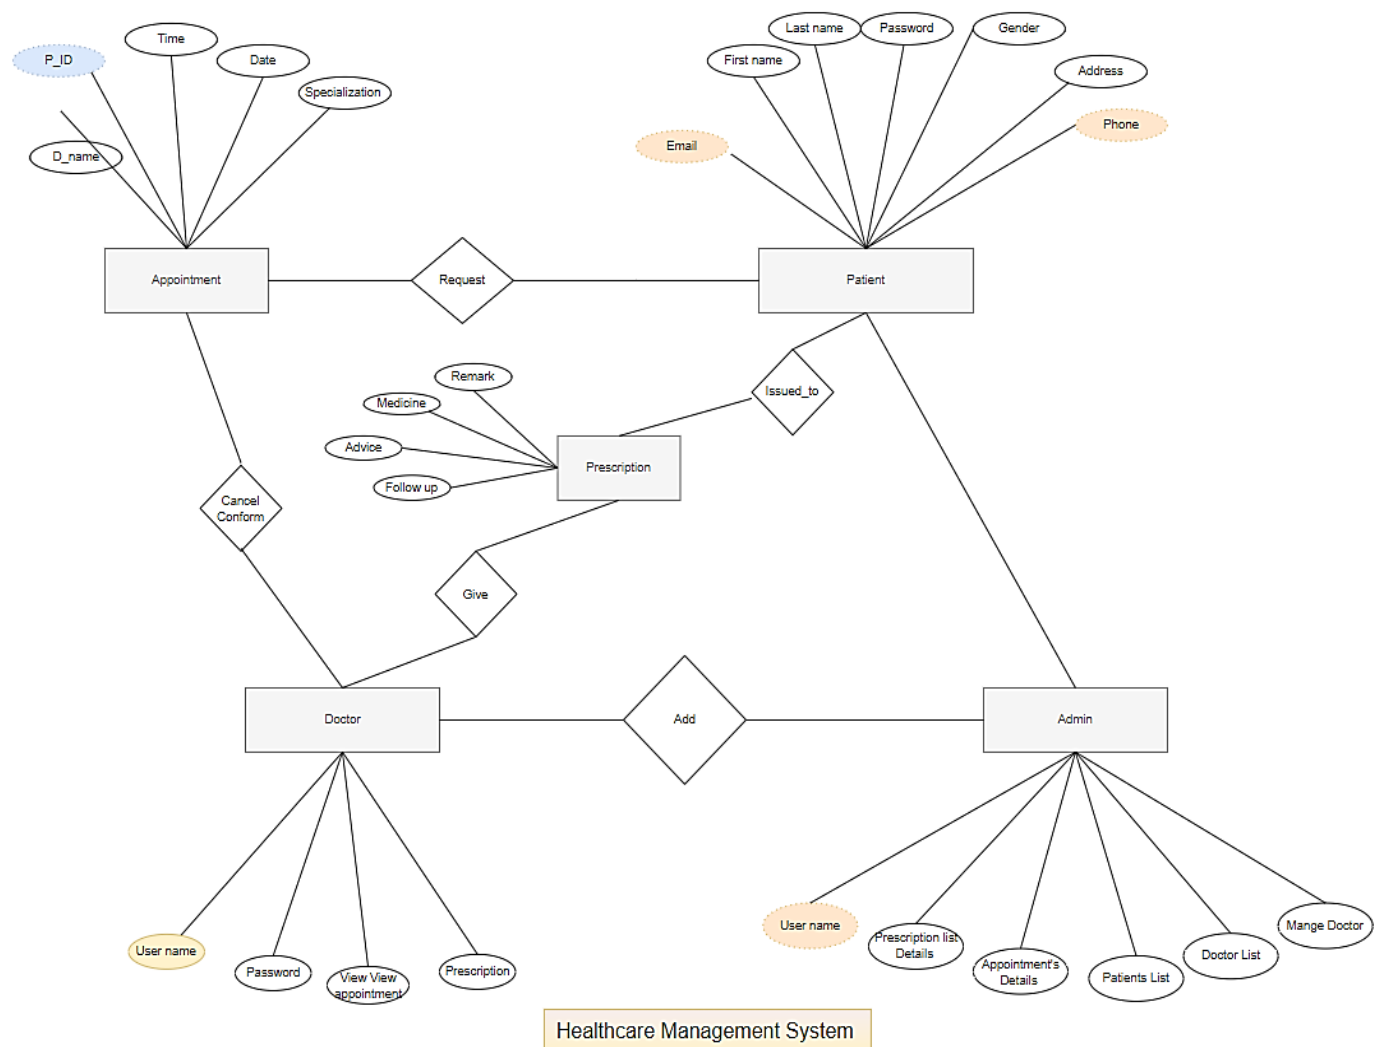 Time
Last name
Password
Gender
P_ID
Date
First name
Address
Specialization
Phone
Email
D_name
Appointment
Request
Patient
Remark
Issued_to
Medicine
Advice
Prescription
Follow up
Cancel
Conform
Give
Doctor
Add
Admin
User name
Password
View View
appointment
Prescription
User name
Prescription list
Details
Appointment's
Details
Patients List
Doctor List
Mange Doctor
Healthcare Management System